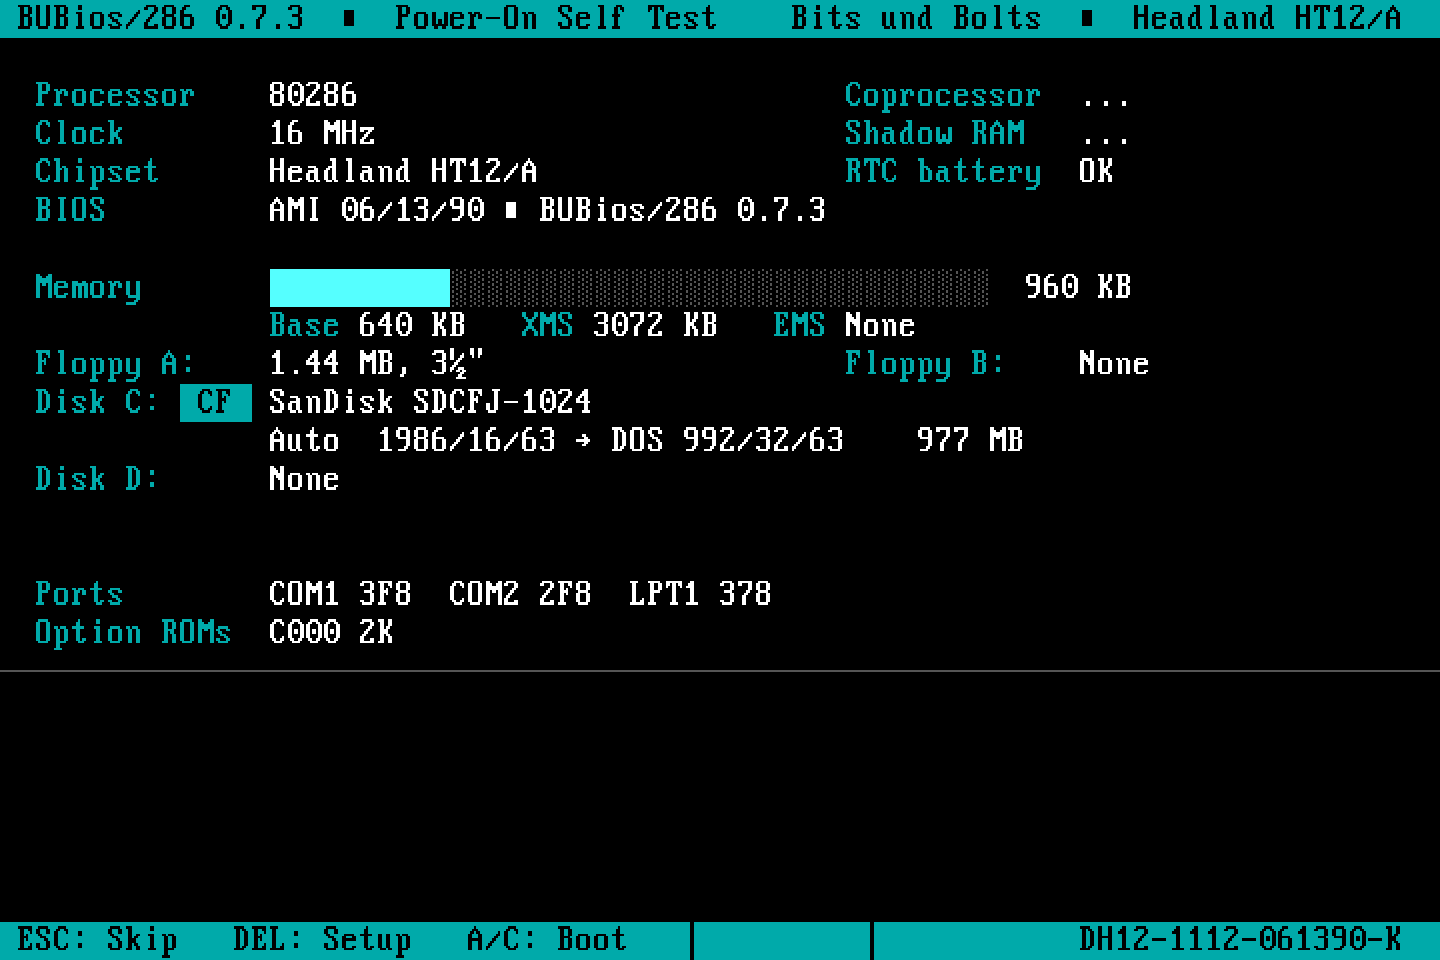 BUBios/286 0.7.3 ▪ Power-On Self Test Bits und Bolts ▪ Headland HT12/A
Processor 80286 Coprocessor ...
Clock 16 MHz Shadow RAM ...
Chipset Headland HT12/A RTC battery OK
BIOS AMI 06/13/90 ▪ BUBios/286 0.7.3
Memory 960 KB
Base 640 KB XMS 3072 KB EMS None
Floppy A: 1.44 MB, 3½" Floppy B: None
Disk C: CF SanDisk SDCFJ-1024
Auto 1986/16/63 → DOS 992/32/63 977 MB
Disk D: None
Ports COM1 3F8 COM2 2F8 LPT1 378
Option ROMs C000 2K
ESC: Skip DEL: Setup A/C: Boot DH12-1112-061390-K